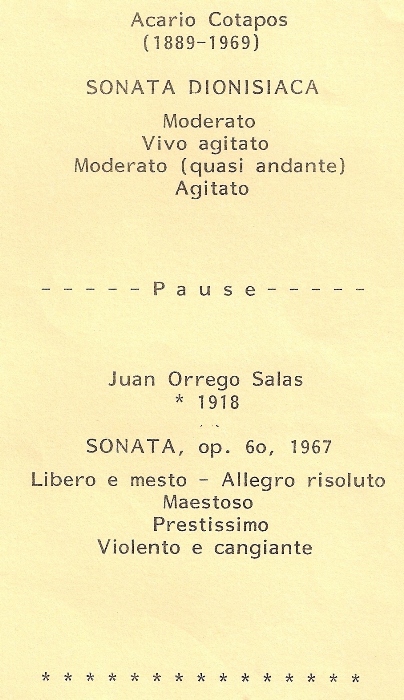 Acario Cotapos
(1889-1969)
SONATA DIONISIACA
Moderato
Vivo agitato
Moderato (quasi andante)
Agitato
- - - - - P a u s e - - - - -
Juan Orrego Salas
* 1918
SONATA, op. 6o, 1967
Libero e mesto - Allegro risoluto
Maestoso
Prestissimo
Violento e cangiante
* * * * * * * * * * * * * * *